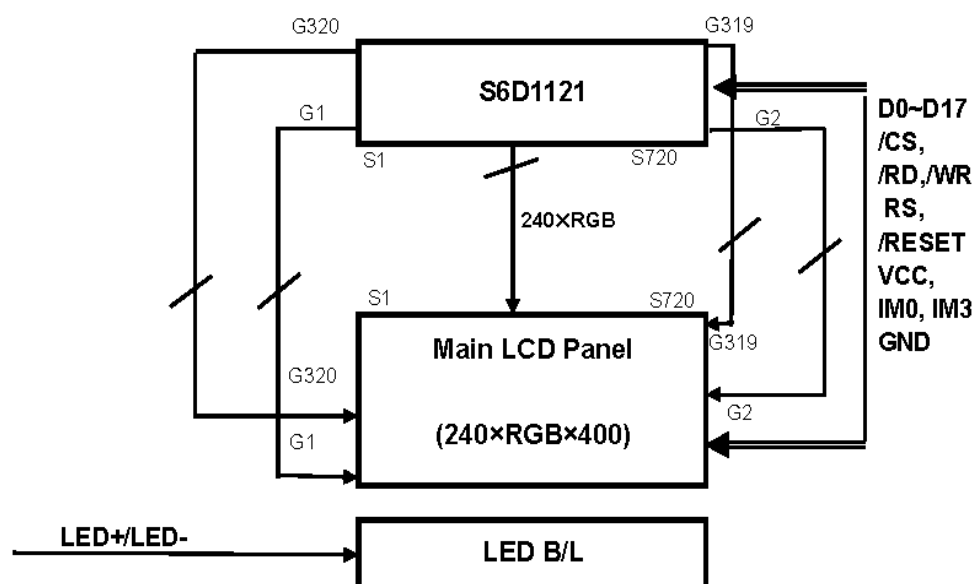 G320
G319
S6D1121
G1
G2
S1
S720
D0~D17
/CS,
/RD,/WR
RS,
/RESET
VCC,
IM0, IM3
GND
240×RGB
S1
S720
Main LCD Panel
G319
G320
(240×RGB×400)
G2
G1
LED+/LED-
LED B/L